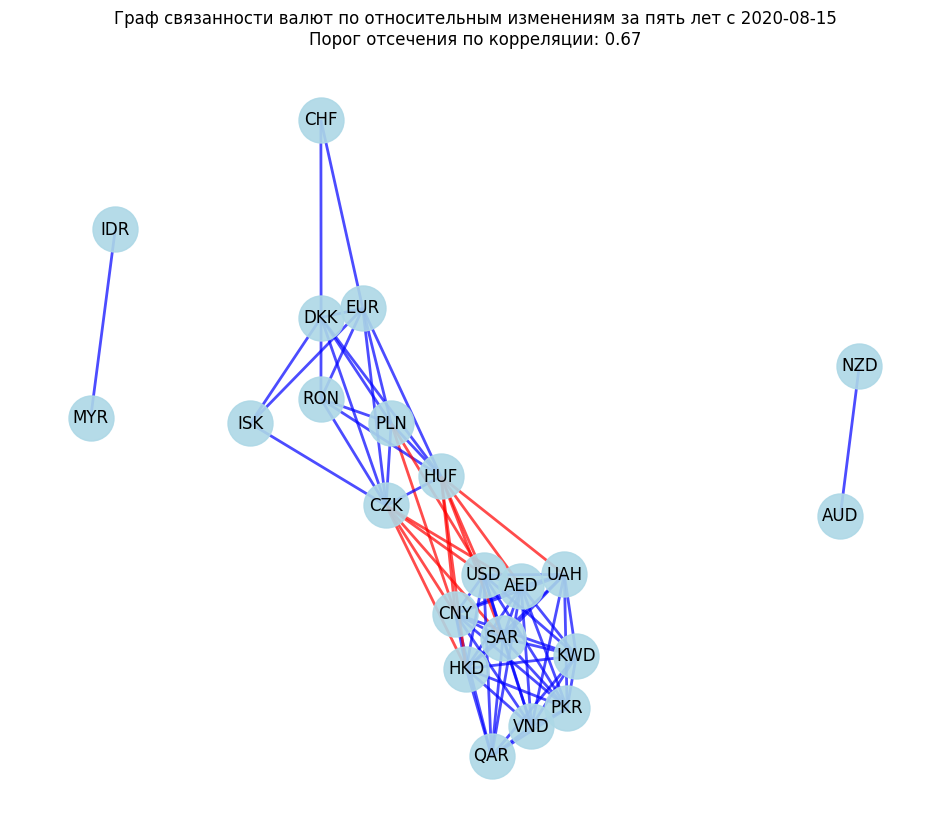 Граф связанности валют по относительным изменениям за пять лет с 2020-08-15
Порог отсечения по корреляции: 0.67
CHF
IDR
EUR
DKK
NZD
RON
MYR
ISK
PLN
HUF
CZK
AUD
USD
UAH
AED
CNY
SAR
KWD
HKD
PKR
VND
QAR